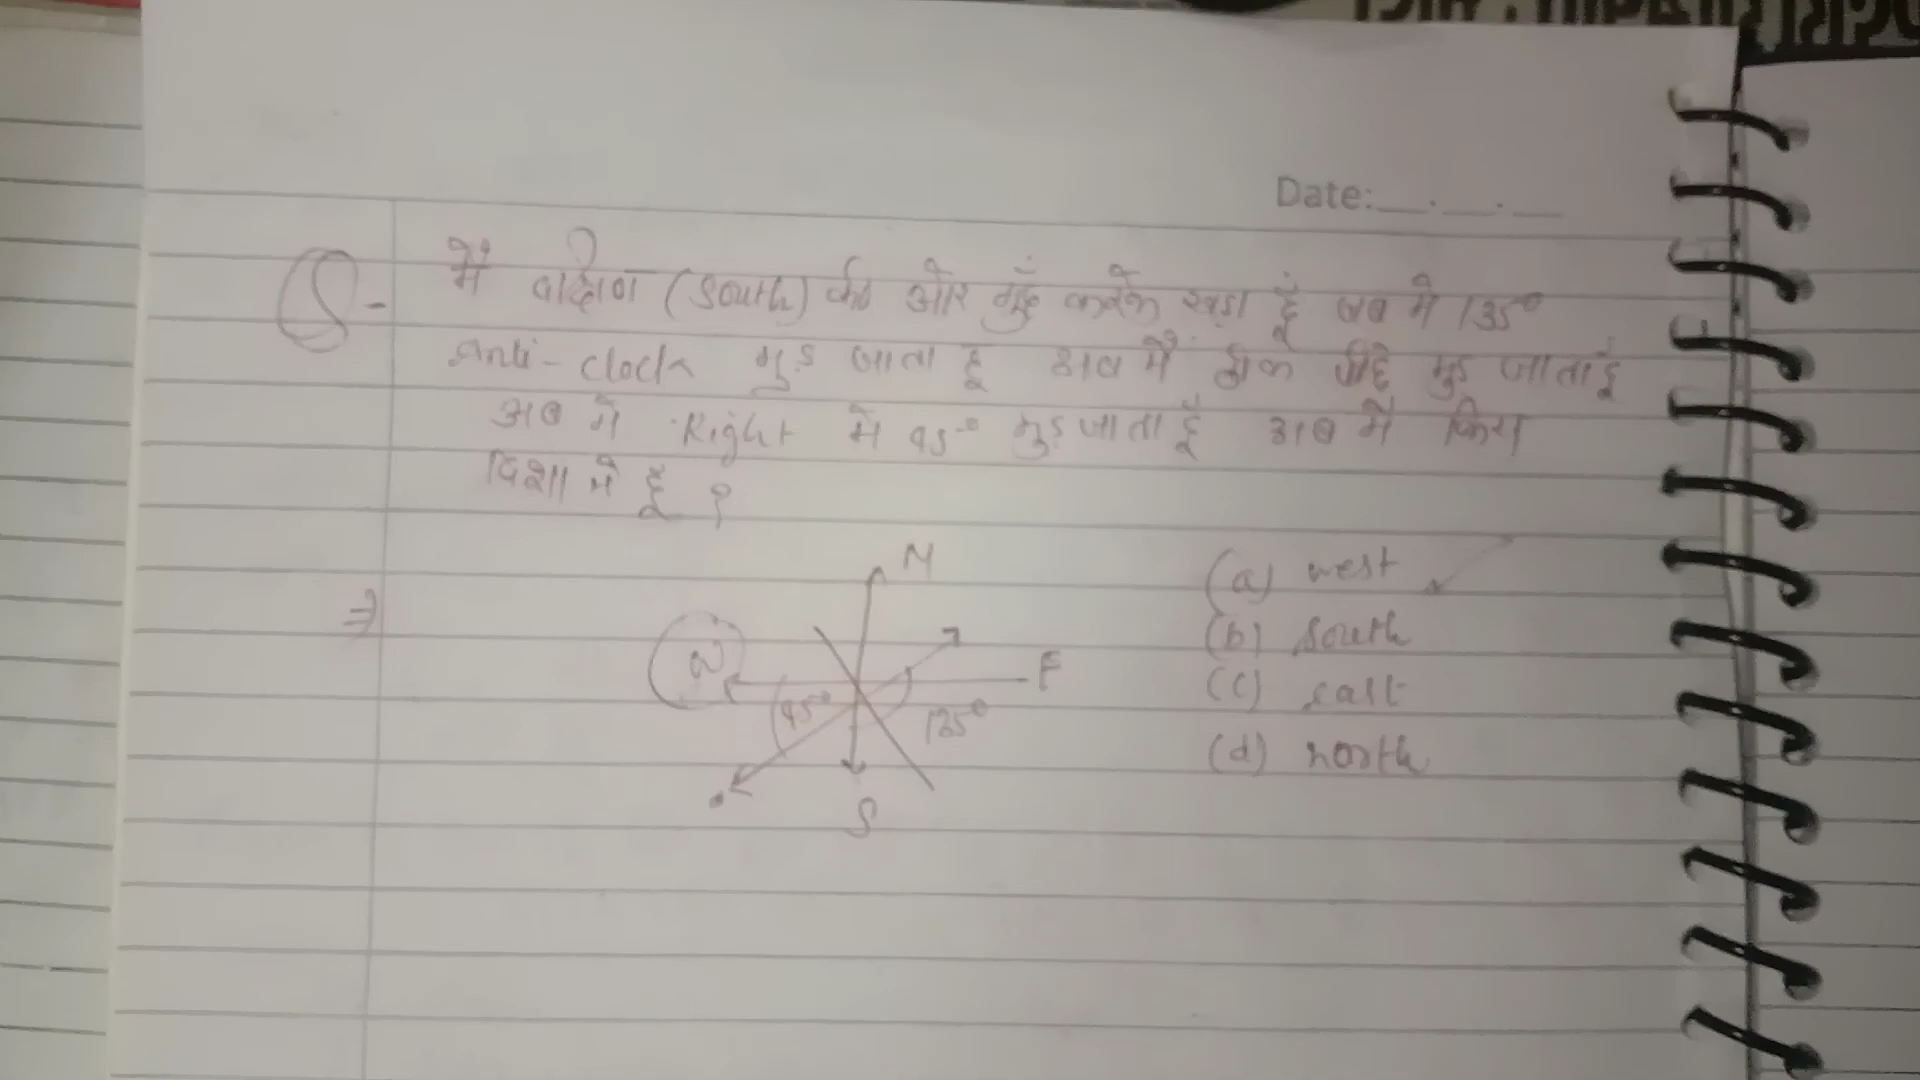 Date:__.__.__
Q- में दक्षिण (South) की ओर मुँह करके खड़ा हूँ जब मे 135°
Anti-clock मुड़ जाता हू अब मैं ठीक पीछे मुड़ जाता हूं
अब मे Right मे 45° मुड़ जाता हूँ अब मै किस
दिशा मे हूँ ?
⇒
N
W
E
45°
135°
S
(a) west
(b) South
(c) east
(d) north